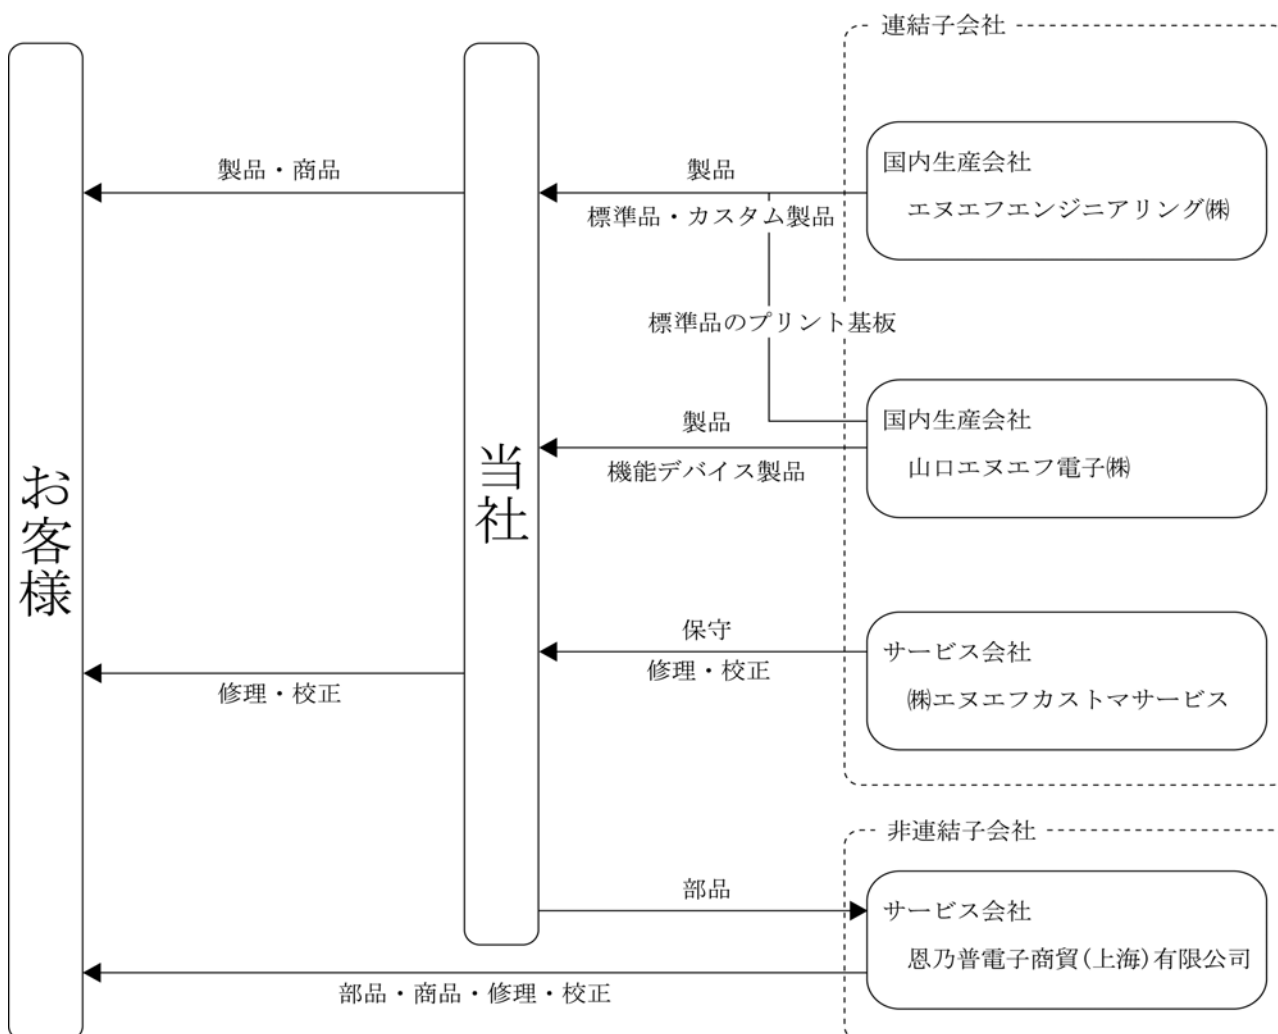 連結子会社
国内生産会社
エヌエフエンジニアリング㈱
製品・商品
製品
標準品・カスタム製品
標準品のプリント基板
国内生産会社
山口エヌエフ電子㈱
製品
機能デバイス製品
お客様
当社
保守
修理・校正
サービス会社
㈱エヌエフカストマサービス
修理・校正
非連結子会社
部品
サービス会社
恩乃普電子商貿(上海)有限公司
部品・商品・修理・校正